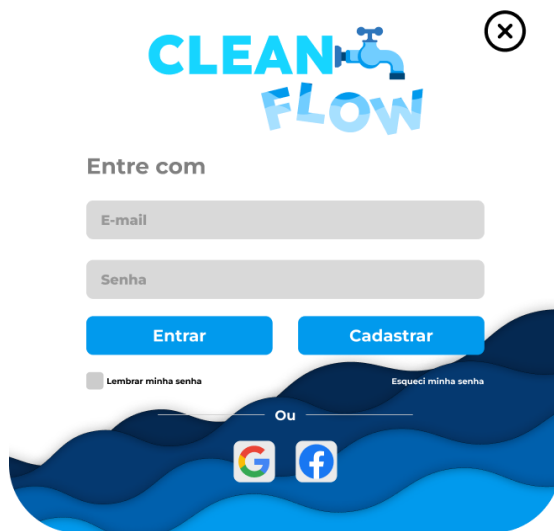 CLEAN
FLOW
Entre com
E-mail
Senha
Entrar
Cadastrar
Lembrar minha senha
Esqueci minha senha
Ou